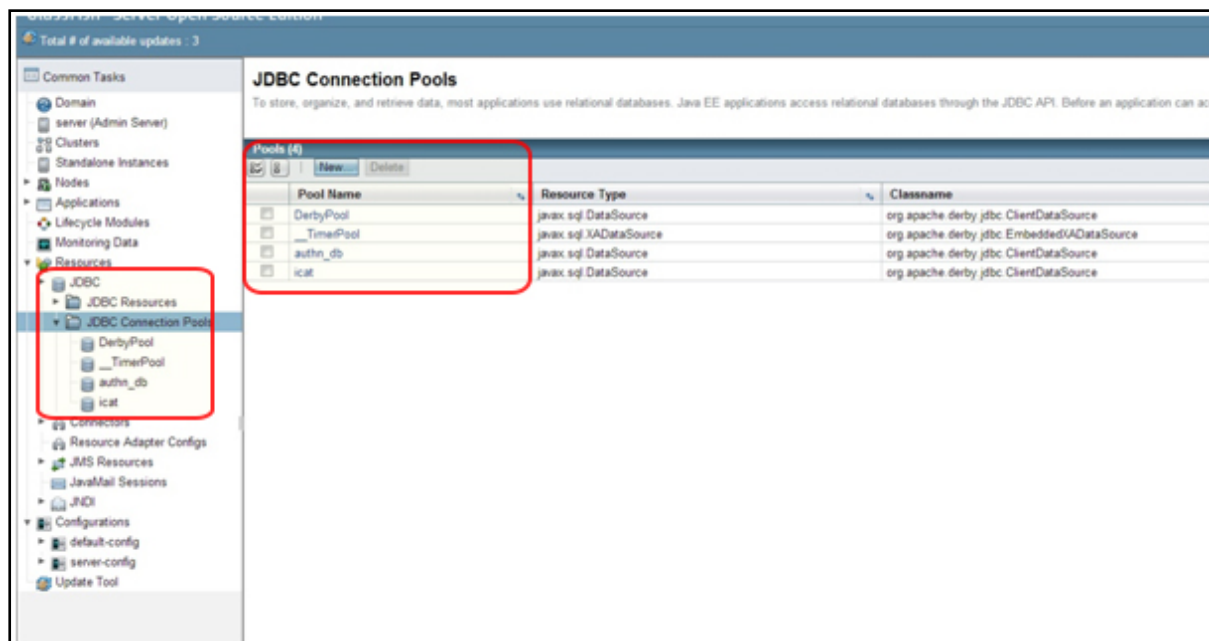 GlassFish Server Open Source Edition
Total # of available updates : 3
Common Tasks
Domain
server (Admin Server)
Clusters
Standalone Instances
Nodes
Applications
Lifecycle Modules
Monitoring Data
Resources
JDBC
JDBC Resources
JDBC Connection Pools
DerbyPool
__TimerPool
authn_db
icat
Connectors
Resource Adapter Configs
JMS Resources
JavaMail Sessions
JNDI
Configurations
default-config
server-config
Update Tool
JDBC Connection Pools
To store, organize, and retrieve data, most applications use relational databases. Java EE applications access relational databases through the JDBC API. Before an application can ac
Pools (4)
New... Delete
Pool Name Resource Type Classname
DerbyPool javax.sql.DataSource org.apache.derby.jdbc.ClientDataSource
__TimerPool javax.sql.XADataSource org.apache.derby.jdbc.EmbeddedXADataSource
authn_db javax.sql.DataSource org.apache.derby.jdbc.ClientDataSource
icat javax.sql.DataSource org.apache.derby.jdbc.ClientDataSource